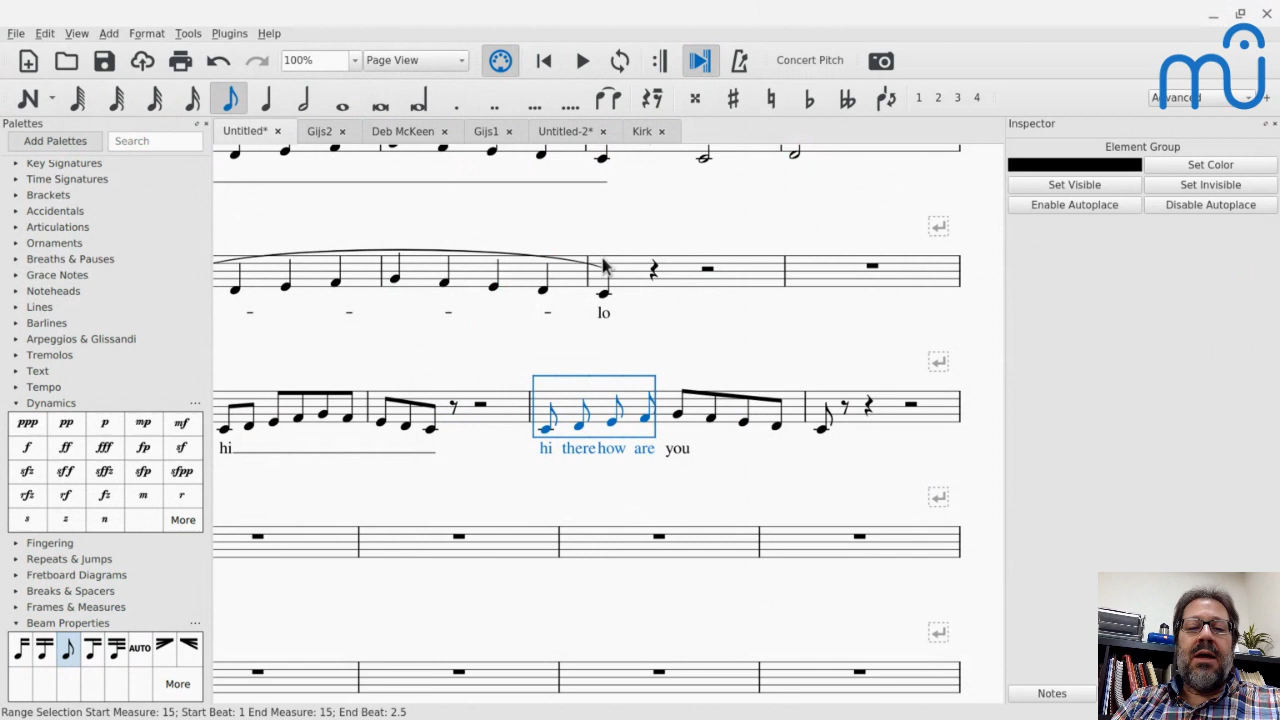 File Edit View Add Format Tools Plugins Help
100% Page View Concert Pitch
1 2 3 4 Advanced +
Palettes
Add Palettes Search
Key Signatures
Time Signatures
Brackets
Accidentals
Articulations
Ornaments
Breaths & Pauses
Grace Notes
Noteheads
Lines
Barlines
Arpeggios & Glissandi
Tremolos
Text
Tempo
Dynamics
ppp pp p mp mf
f ff fff fp sf
sfz sff sffz sfp sfpp
rfz rf fz m r
s z n More
Fingering
Repeats & Jumps
Fretboard Diagrams
Breaks & Spacers
Frames & Measures
Beam Properties
AUTO
More
Untitled* Gijs2 Deb McKeen Gijs1 Untitled-2* Kirk
- - - - lo
hi hi there how are you
Inspector
Element Group
Set Color
Set Visible Set Invisible
Enable Autoplace Disable Autoplace
Notes
Range Selection Start Measure: 15; Start Beat: 1 End Measure: 15; End Beat: 2.5